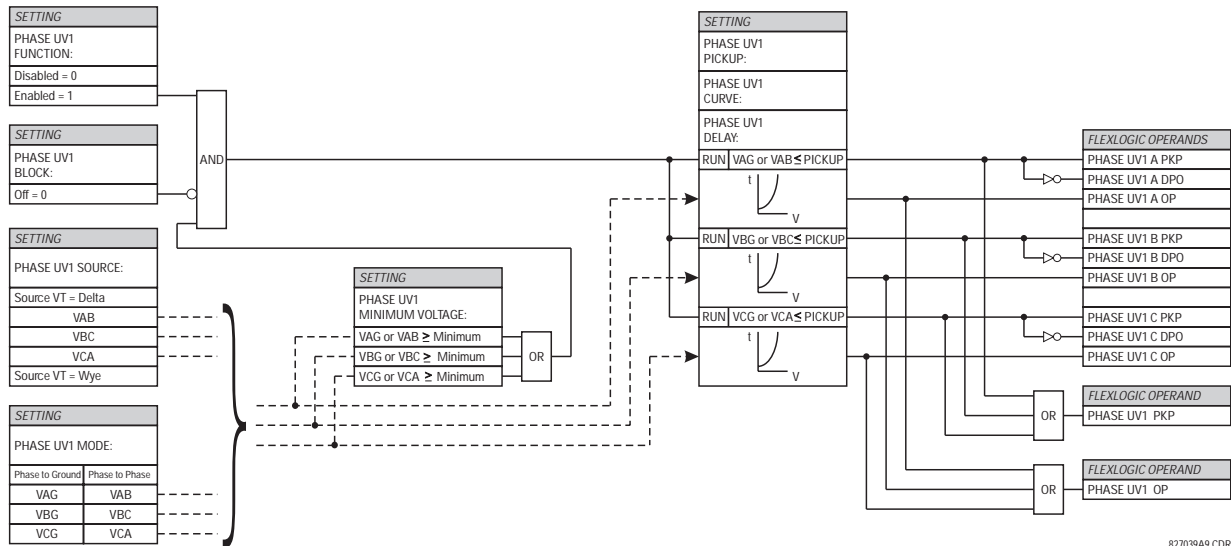 SETTING
PHASE UV1
FUNCTION:
Disabled = 0
Enabled = 1
SETTING
PHASE UV1
BLOCK:
Off = 0
AND
SETTING
PHASE UV1 SOURCE:
Source VT = Delta
VAB
VBC
VCA
Source VT = Wye
SETTING
PHASE UV1 MODE:
Phase to Ground Phase to Phase
VAG VAB
VBG VBC
VCG VCA
SETTING
PHASE UV1
MINIMUM VOLTAGE:
VAG or VAB ≥ Minimum
VBG or VBC ≥ Minimum
VCG or VCA ≥ Minimum
OR
SETTING
PHASE UV1
PICKUP:
PHASE UV1
CURVE:
PHASE UV1
DELAY:
RUN VAG or VAB ≤ PICKUP
t
V
RUN VBG or VBC ≤ PICKUP
t
V
RUN VCG or VCA ≤ PICKUP
t
V
FLEXLOGIC OPERANDS
PHASE UV1 A PKP
PHASE UV1 A DPO
PHASE UV1 A OP
PHASE UV1 B PKP
PHASE UV1 B DPO
PHASE UV1 B OP
PHASE UV1 C PKP
PHASE UV1 C DPO
PHASE UV1 C OP
OR
FLEXLOGIC OPERAND
PHASE UV1 PKP
OR
FLEXLOGIC OPERAND
PHASE UV1 OP
827039A9.CDR